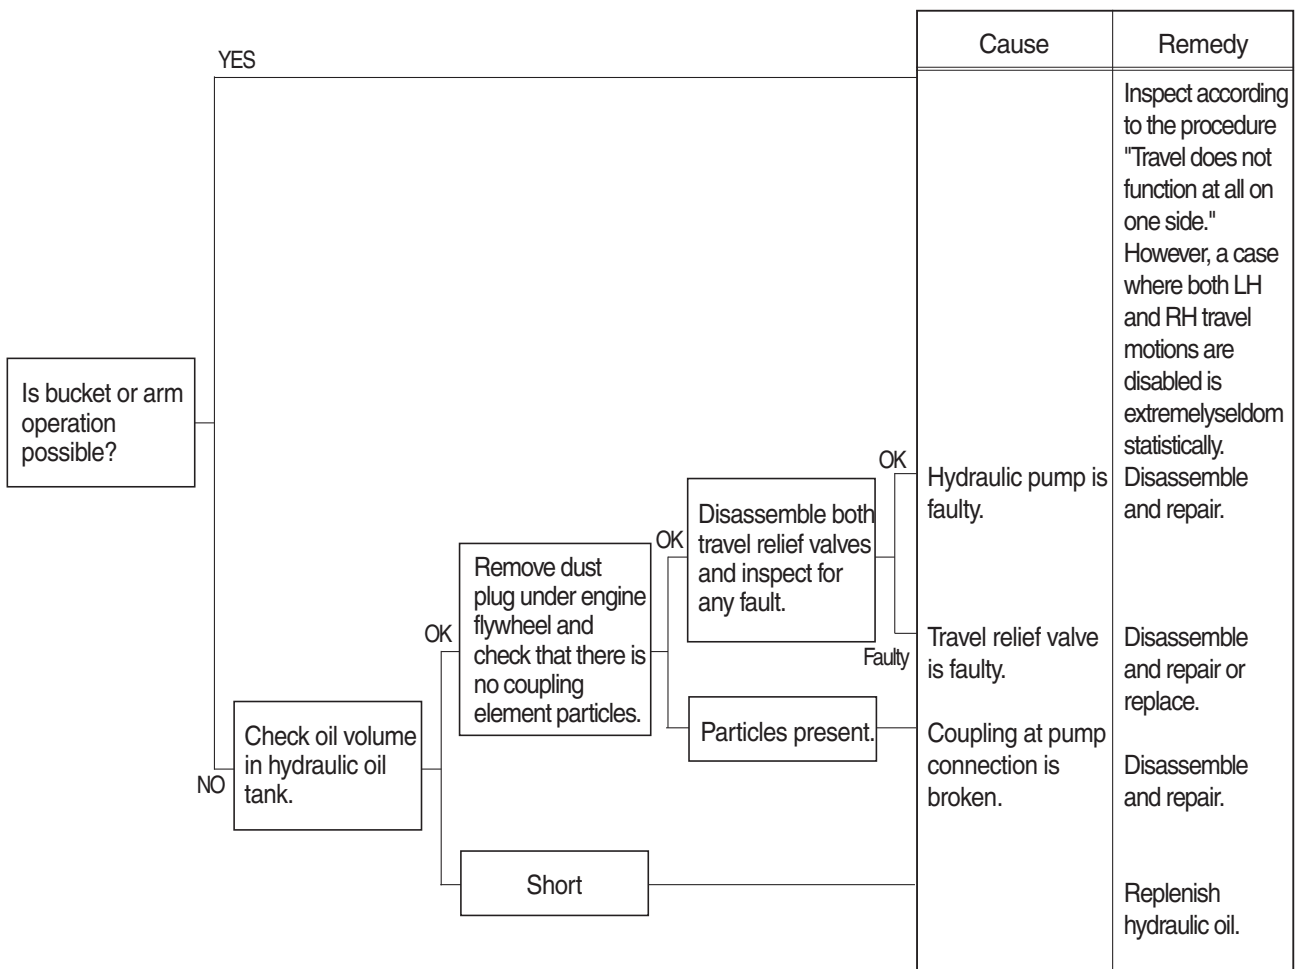 Cause
Remedy
YES
Inspect according
to the procedure
"Travel does not
function at all on
one side."
However, a case
where both LH
and RH travel
motions are
disabled is
extremelyseldom
statistically.
Is bucket or arm
operation
possible?
NO
Check oil volume
in hydraulic oil
tank.
OK
Remove dust
plug under engine
flywheel and
check that there is
no coupling
element particles.
OK
Disassemble both
travel relief valves
and inspect for
any fault.
OK
Hydraulic pump is
faulty.
Disassemble
and repair.
Faulty
Travel relief valve
is faulty.
Disassemble
and repair or
replace.
Particles present.
Coupling at pump
connection is
broken.
Disassemble
and repair.
Short
Replenish
hydraulic oil.